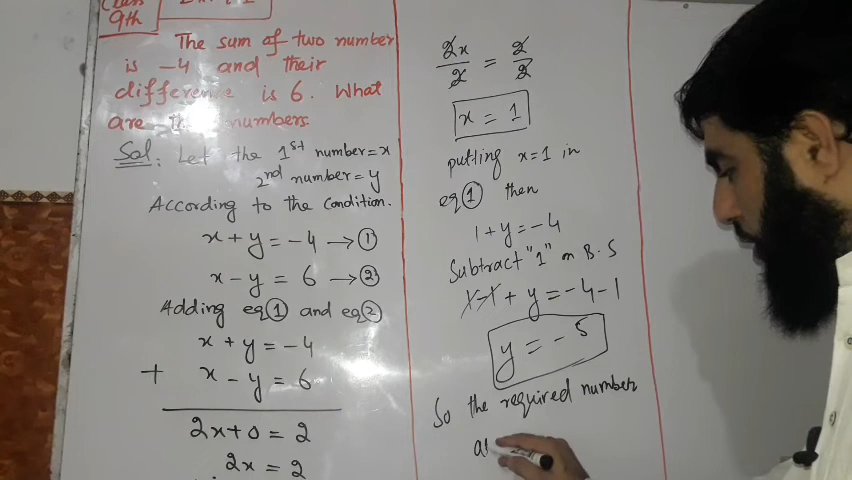 Class
9th
The sum of two number
is -4 and their
difference is 6. What
are the numbers.
Sol: Let the 1st number=x
2nd number=y
According to the Condition.
x+y=-4→①
x-y=6→②
Adding eq① and eq②
x+y=-4
+ x-y=6
2x+0=2
2x=2
2x/2 = 2/2
x=1
putting x=1 in
eq① then
1+y=-4
Subtract "1" on B.S
1-1+y=-4-1
y=-5
So the required number